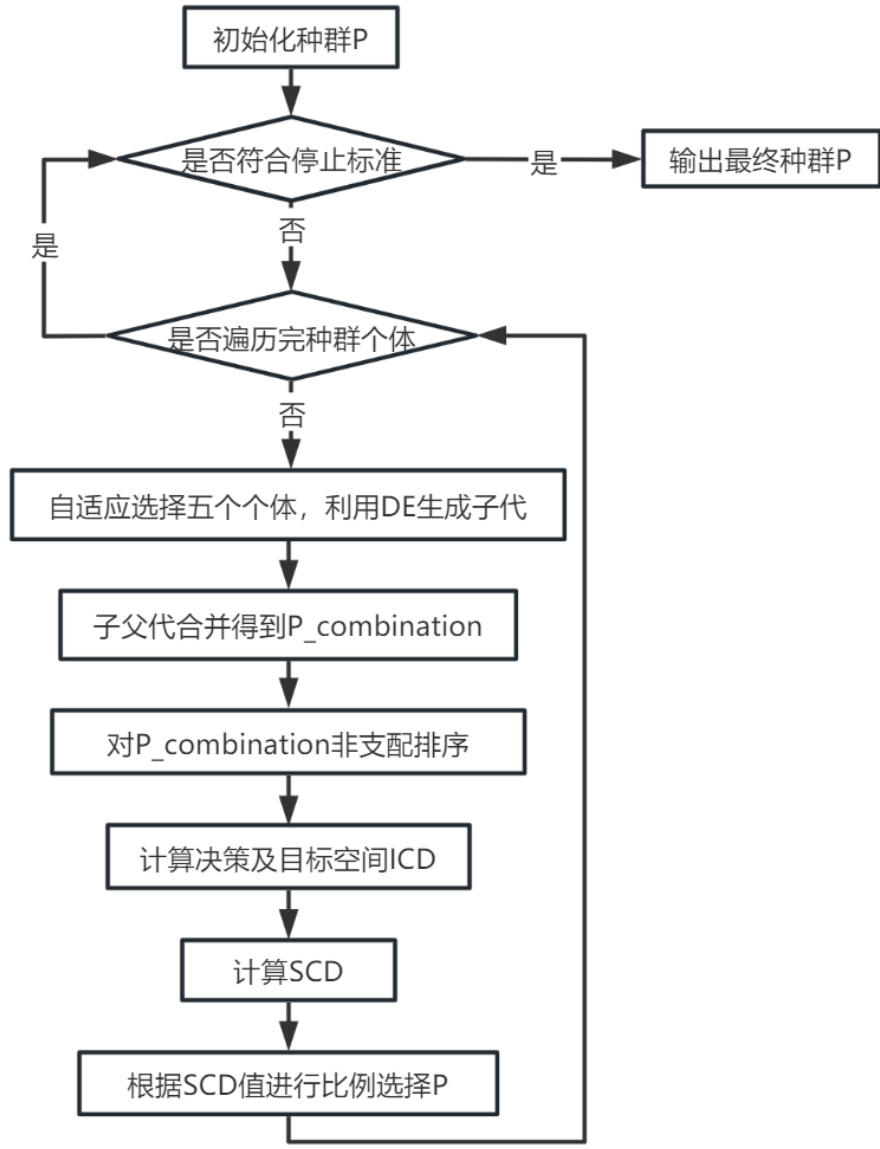 初始化种群P
是否符合停止标准
是
输出最终种群P
否
是
是否遍历完种群个体
否
自适应选择五个个体，利用DE生成子代
子父代合并得到P_combination
对P_combination非支配排序
计算决策及目标空间ICD
计算SCD
根据SCD值进行比例选择P